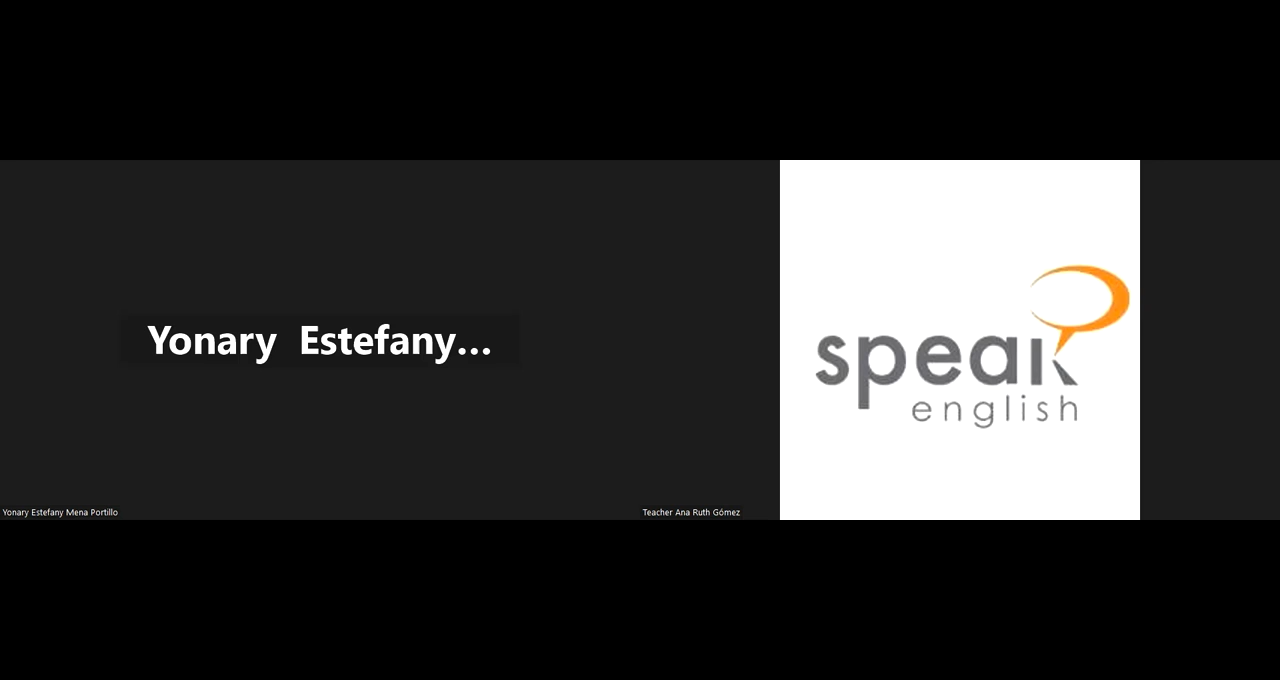 Yonary Estefany...
speak
english
Yonary Estefany Mena Portillo
Teacher Ana Ruth Gómez